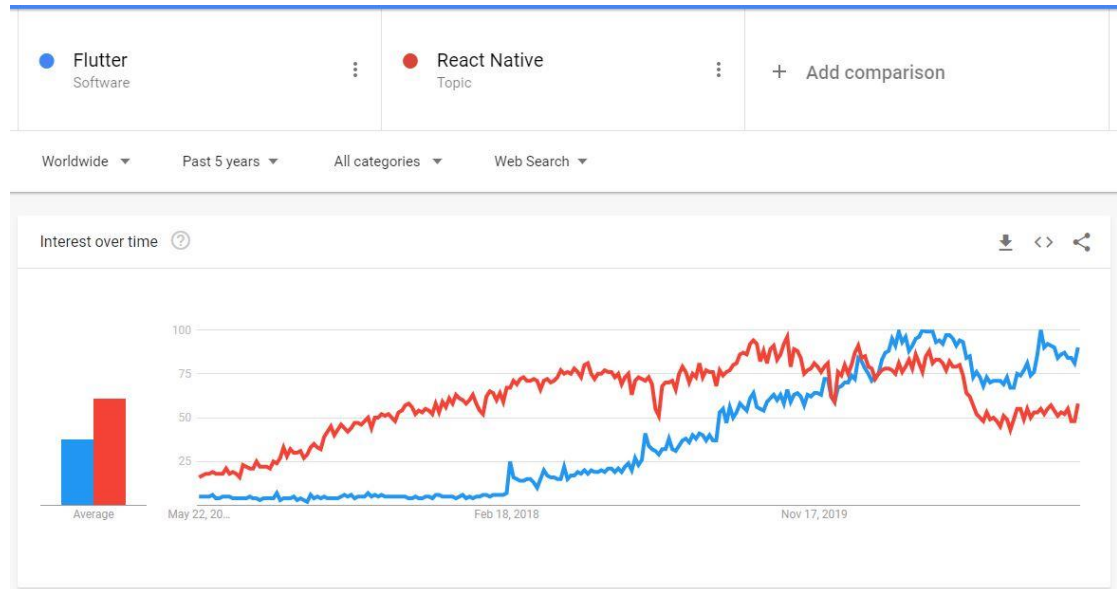 Flutter
Software
React Native
Topic
+ Add comparison
Worldwide
Past 5 years
All categories
Web Search
Interest over time
100
75
50
25
Average
May 22, 20...
Feb 18, 2018
Nov 17, 2019